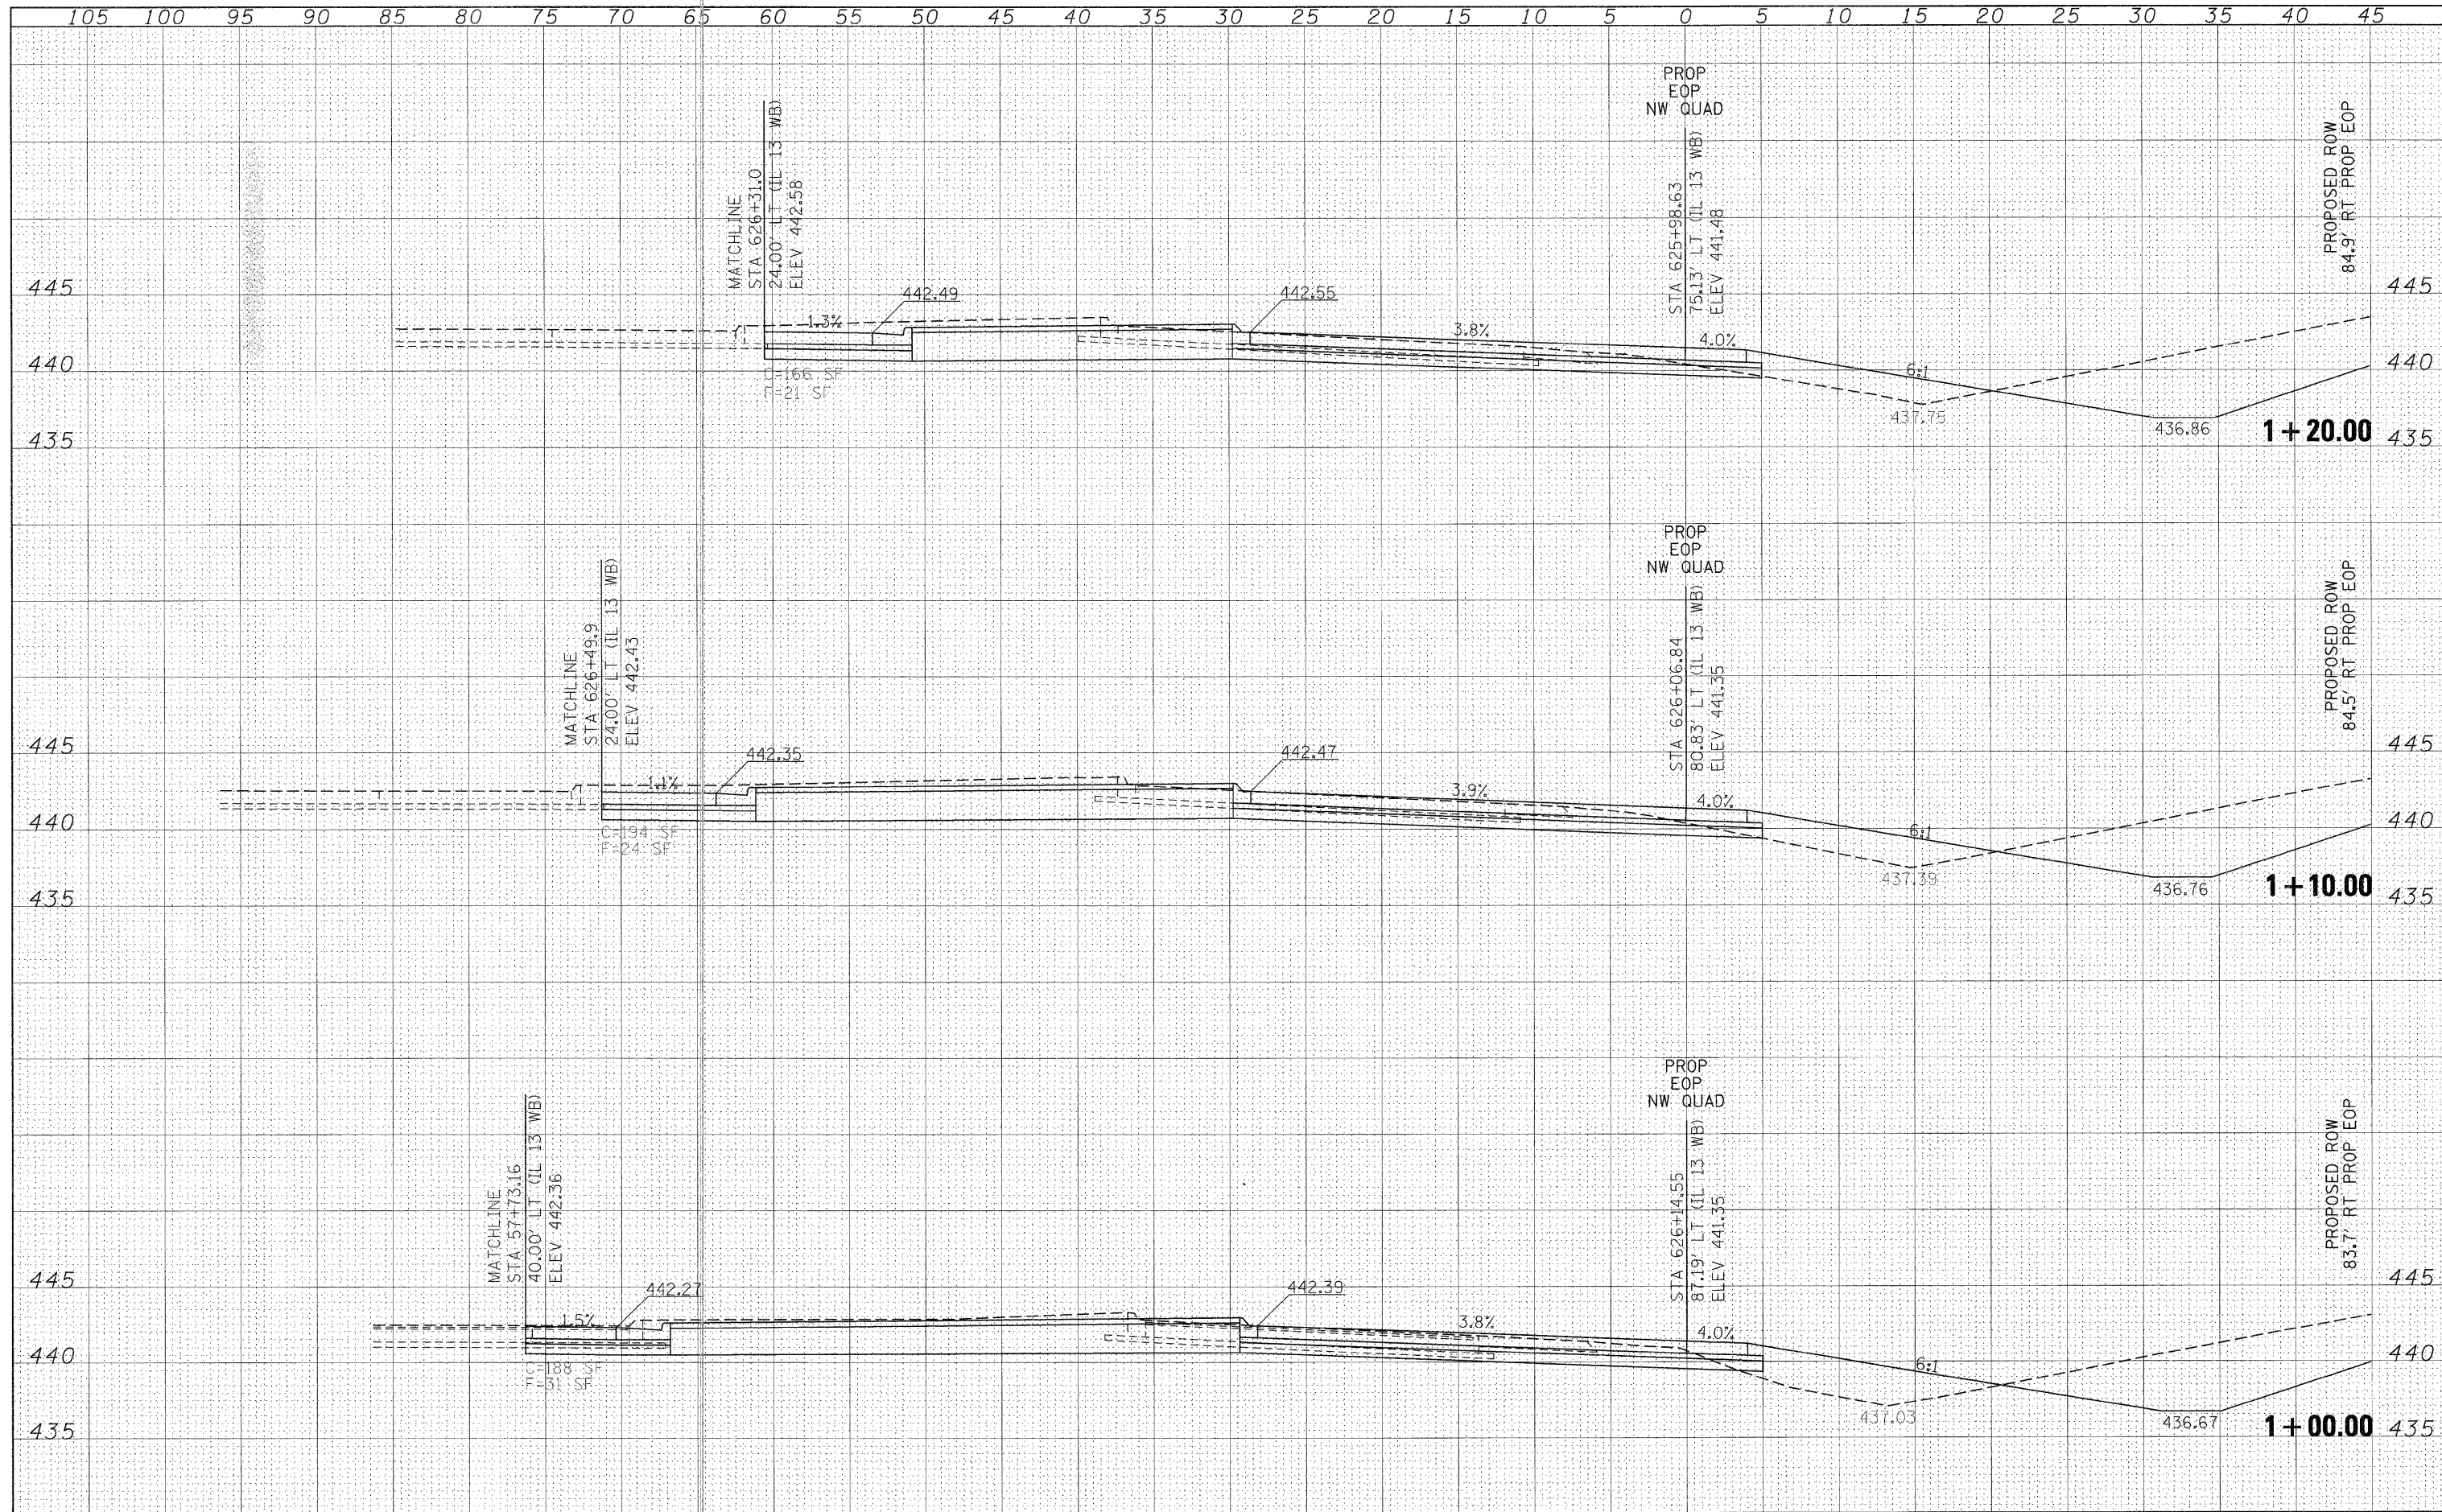 105 100 95 90 85 80 75 70 65 60 55 50 45 40 35 30 25 20 15 10 5 0 5 10 15 20 25 30 35 40 45
PROP
EOP
NW QUAD
MATCHLINE
STA 626+31.0
24.00' LT (IL 13 WB)
ELEV 442.58
STA 625+98.63
75.13' LT (IL 13 WB)
ELEV 441.48
PROPOSED ROW
84.9' RT PROP EOP
445 442.49 442.55 445
1.3% 3.8% 4.0%
440 6:1 440
C=166 SF
F=21 SF
437.75
435 436.86 1+20.00 435
PROP
EOP
NW QUAD
MATCHLINE
STA 626+49.9
24.00' LT (IL 13 WB)
ELEV 442.43
STA 626+06.84
80.83' LT (IL 13 WB)
ELEV 441.35
PROPOSED ROW
84.5' RT PROP EOP
445 442.35 442.47 445
1.1% 3.9% 4.0%
440 6:1 440
C=194 SF
F=24 SF
437.39
435 436.76 1+10.00 435
PROP
EOP
NW QUAD
MATCHLINE
STA 57+73.16
40.00' LT (IL 13 WB)
ELEV 442.36
STA 626+14.55
87.19' LT (IL 13 WB)
ELEV 441.35
PROPOSED ROW
83.7' RT PROP EOP
445 442.27 442.39 445
1.5% 3.8% 4.0%
440 6:1 440
C=188 SF
F=31 SF
437.03
435 436.67 1+00.00 435